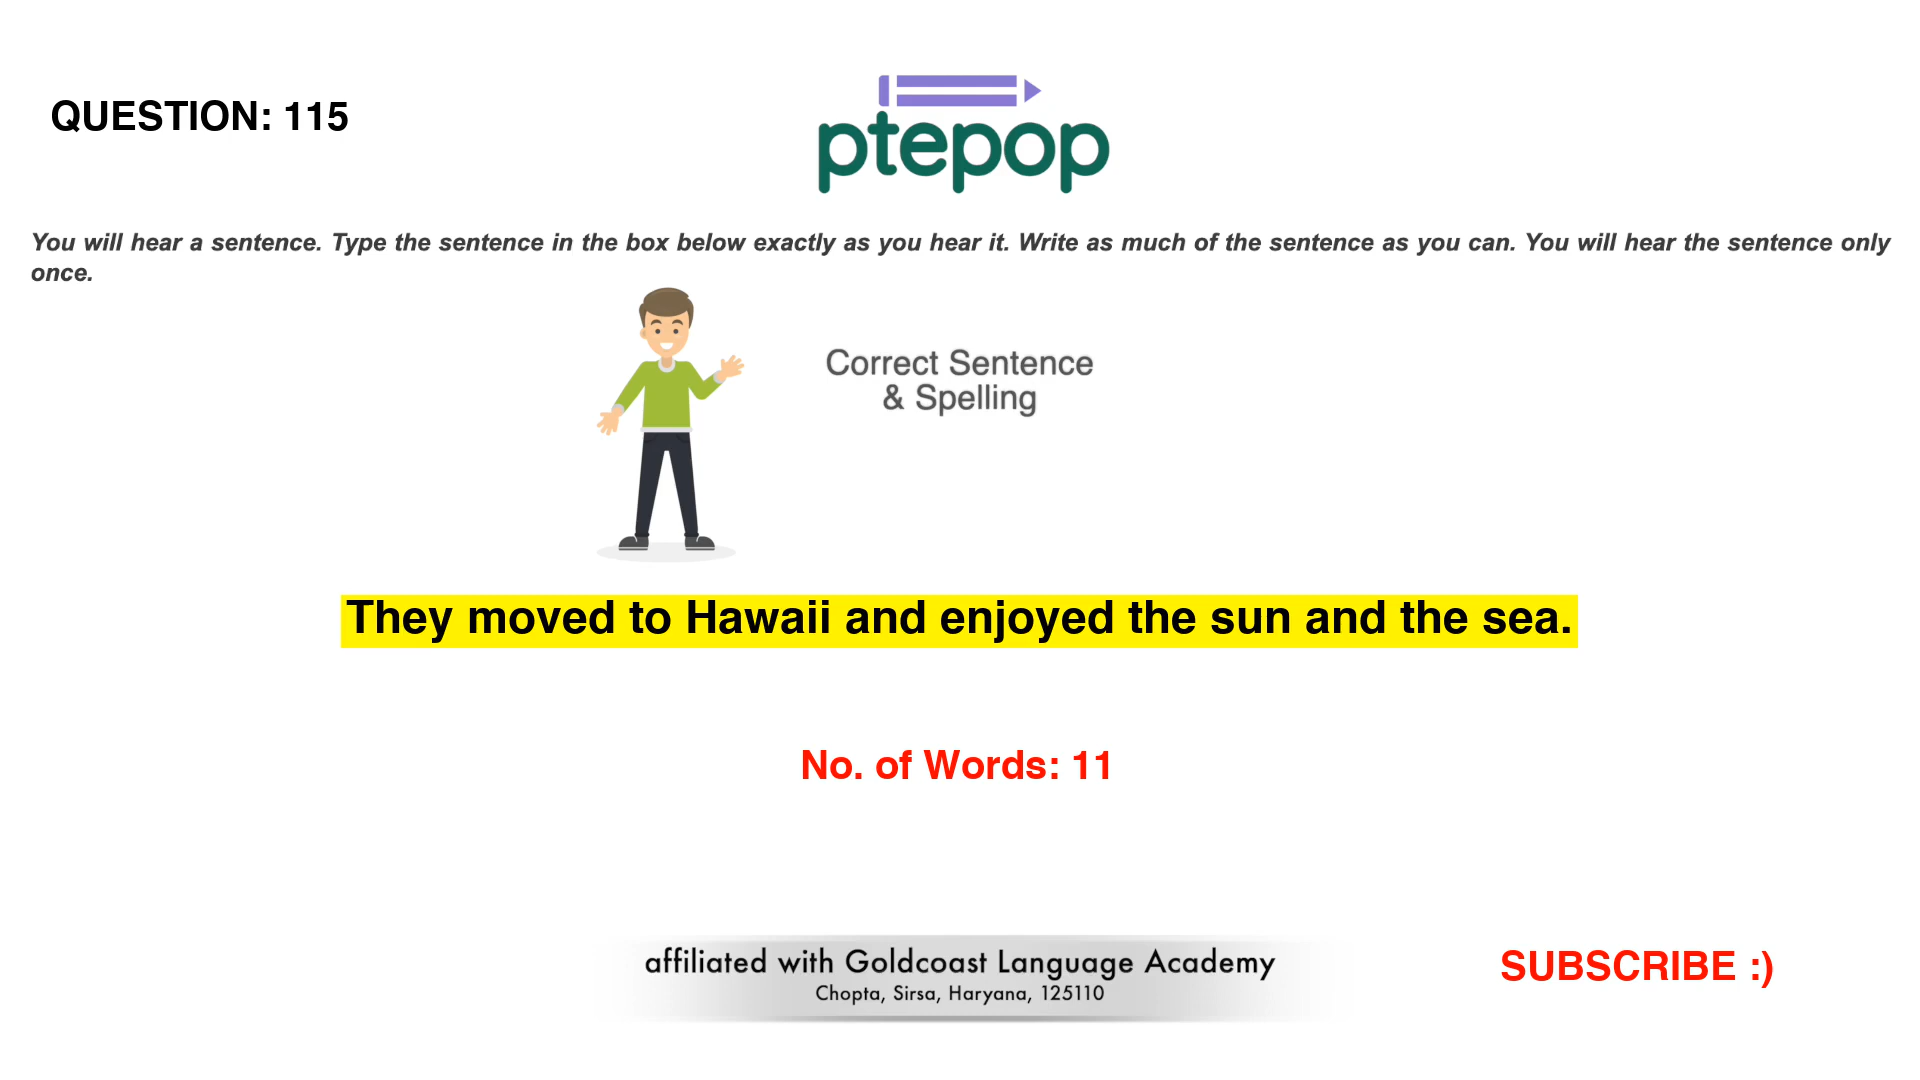 QUESTION: 115
ptepop
You will hear a sentence. Type the sentence in the box below exactly as you hear it. Write as much of the sentence as you can. You will hear the sentence only
once.
Correct Sentence
& Spelling
They moved to Hawaii and enjoyed the sun and the sea.
No. of Words: 11
affiliated with Goldcoast Language Academy
Chopta, Sirsa, Haryana, 125110
SUBSCRIBE :)